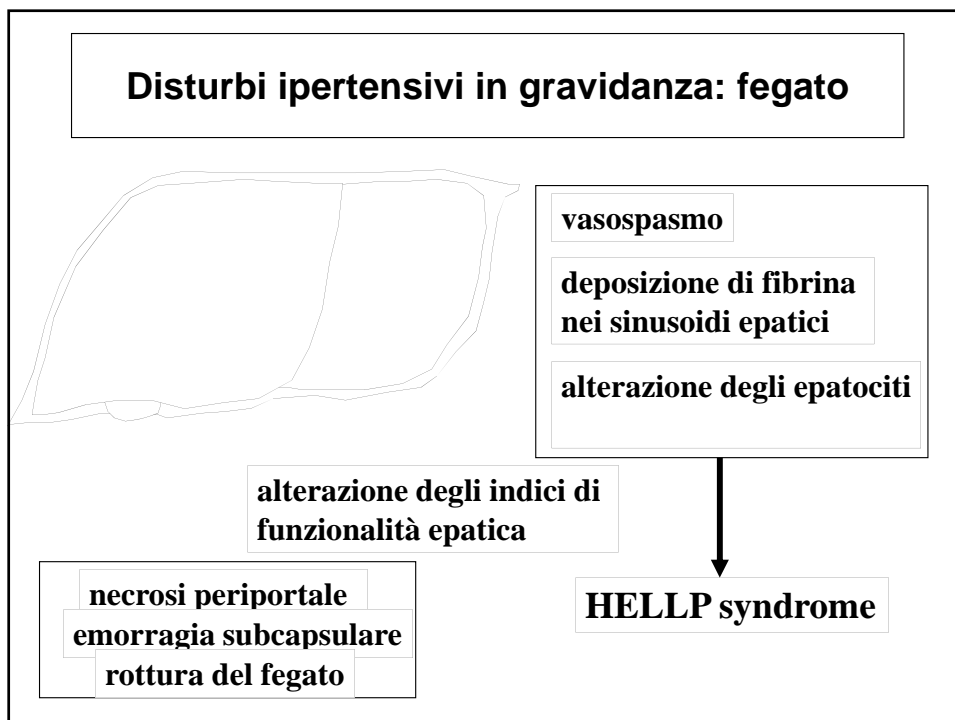 Disturbi ipertensivi in gravidanza: fegato
vasospasmo
deposizione di fibrina
nei sinusoidi epatici
alterazione degli epatociti
alterazione degli indici di
funzionalità epatica
necrosi periportale
emorragia subcapsulare
rottura del fegato
HELLP syndrome